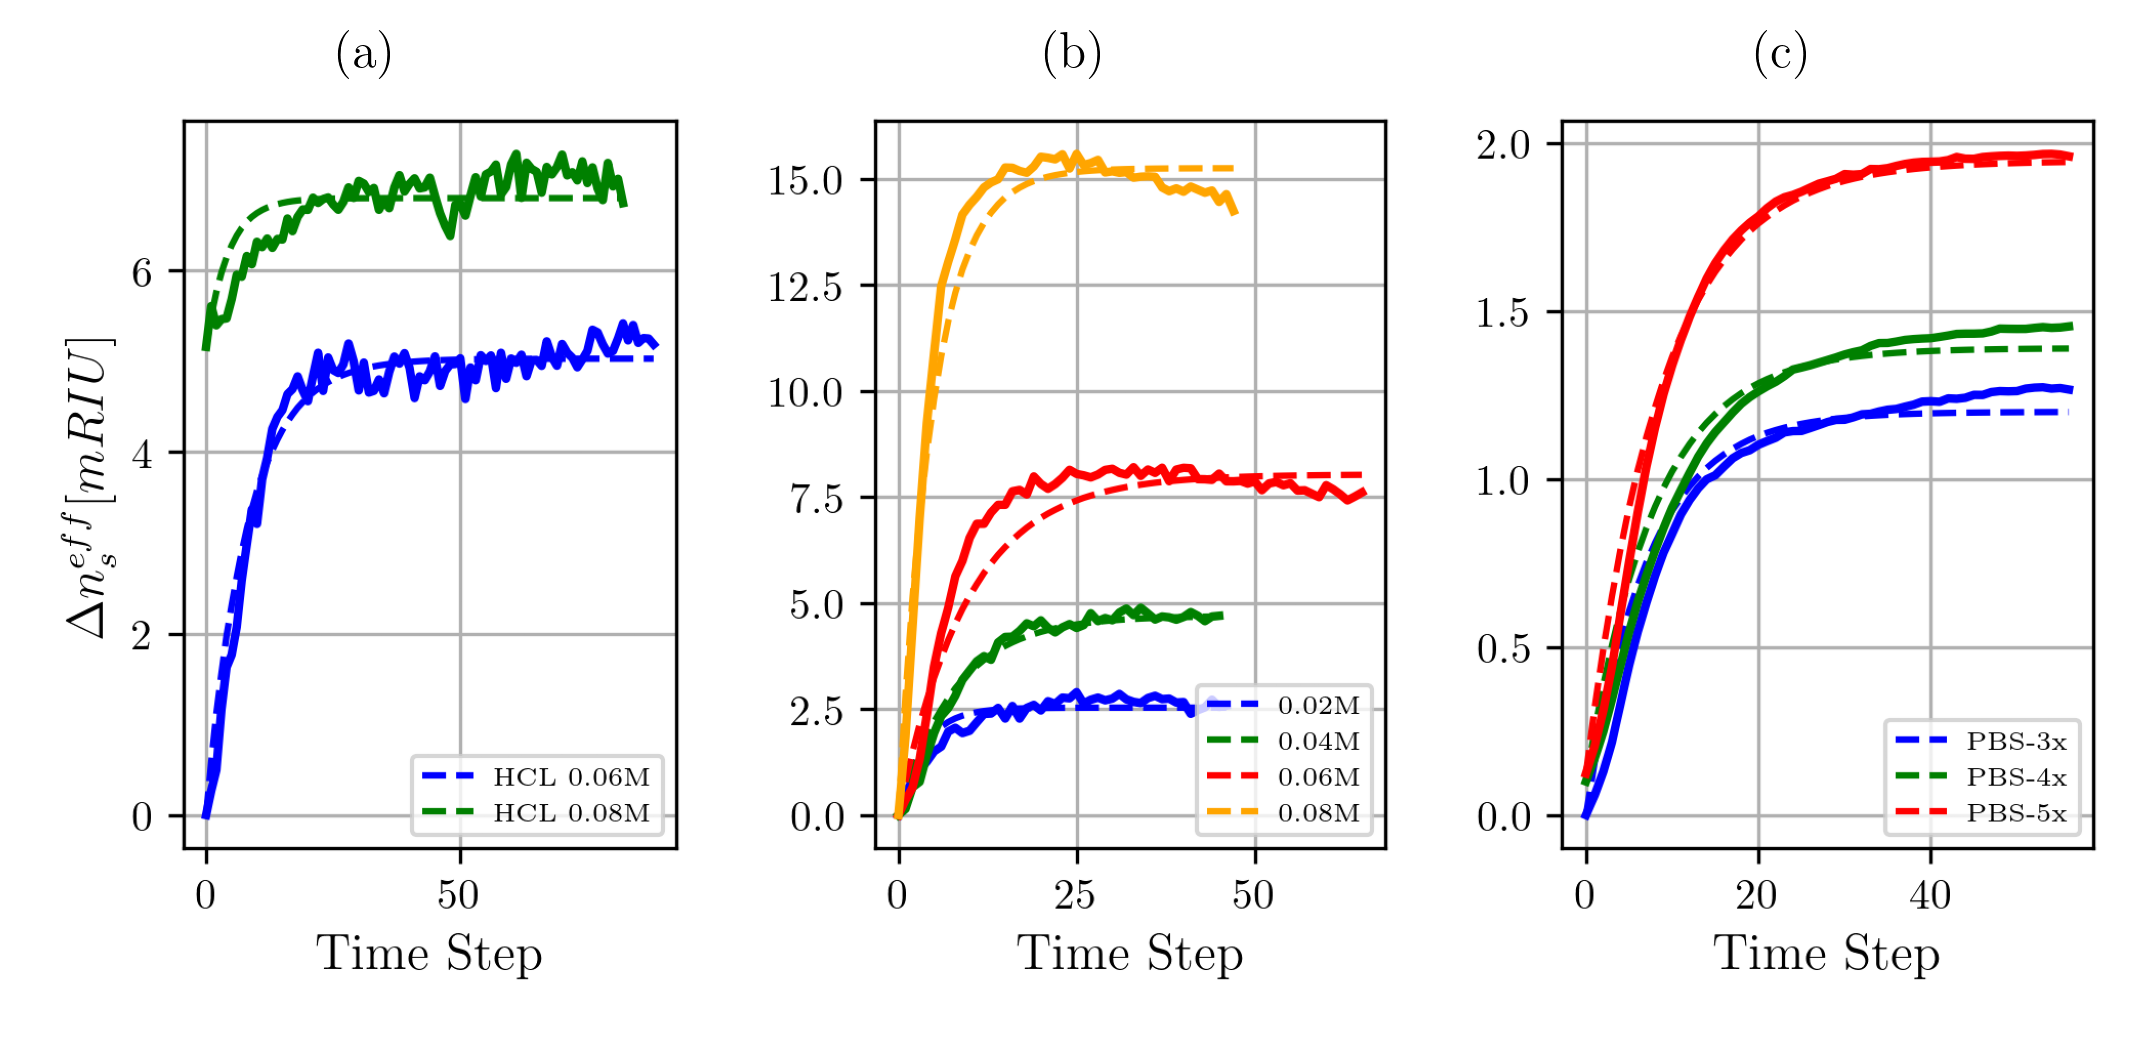 (a) (b) (c)
Δn_s^{eff}[mRIU]
6
4
2
0
0 50
Time Step
HCL 0.06M
HCL 0.08M
15.0
12.5
10.0
7.5
5.0
2.5
0.0
0 25 50
Time Step
0.02M
0.04M
0.06M
0.08M
2.0
1.5
1.0
0.5
0.0
0 20 40
Time Step
PBS-3x
PBS-4x
PBS-5x